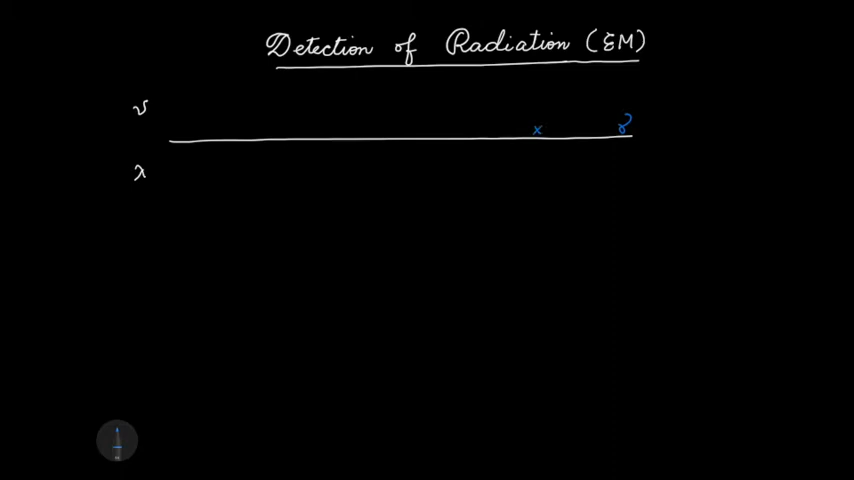 Detection of Radiation (EM)
ν
x γ
λ